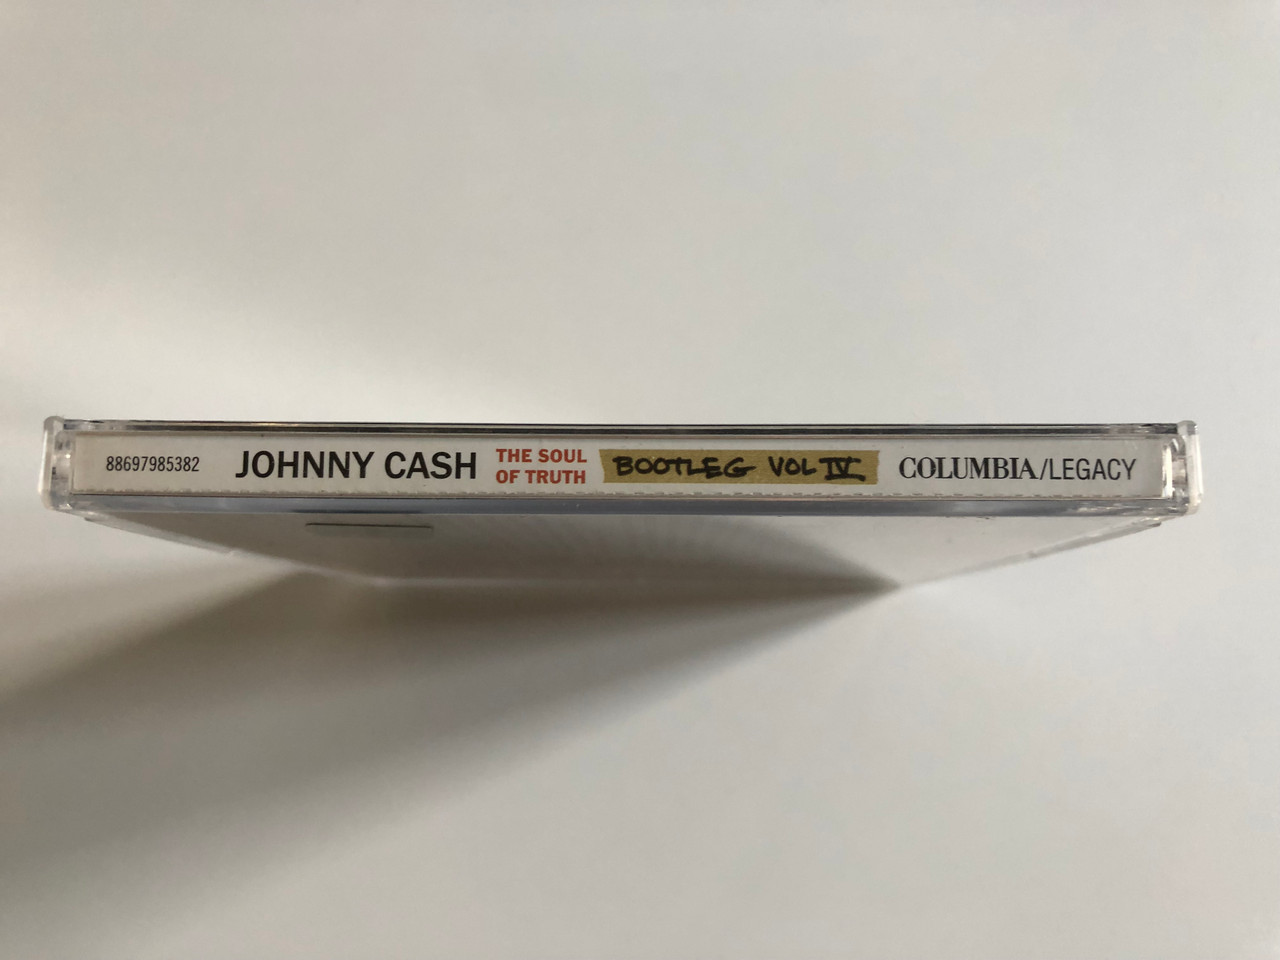 88697985382 JOHNNY CASH THE SOUL
OF TRUTH BOOTLEG VOL IV COLUMBIA/LEGACY